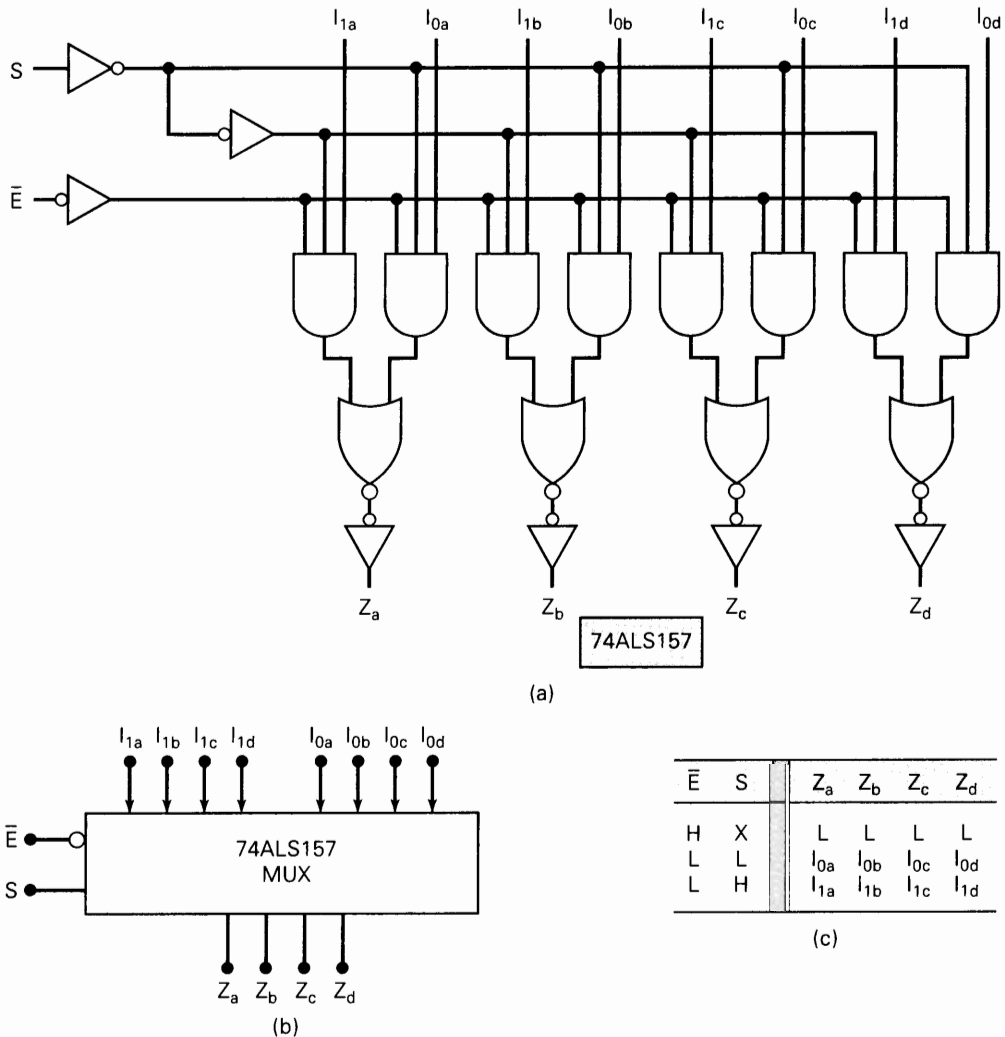 I1a I0a I1b I0b I1c I0c I1d I0d
S
E̅
Za Zb Zc Zd
74ALS157
(a)
I1a I1b I1c I1d I0a I0b I0c I0d
E̅
S
74ALS157
MUX
Za Zb Zc Zd
(b)
E̅ S Za Zb Zc Zd
H X L L L L
L L I0a I0b I0c I0d
L H I1a I1b I1c I1d
(c)